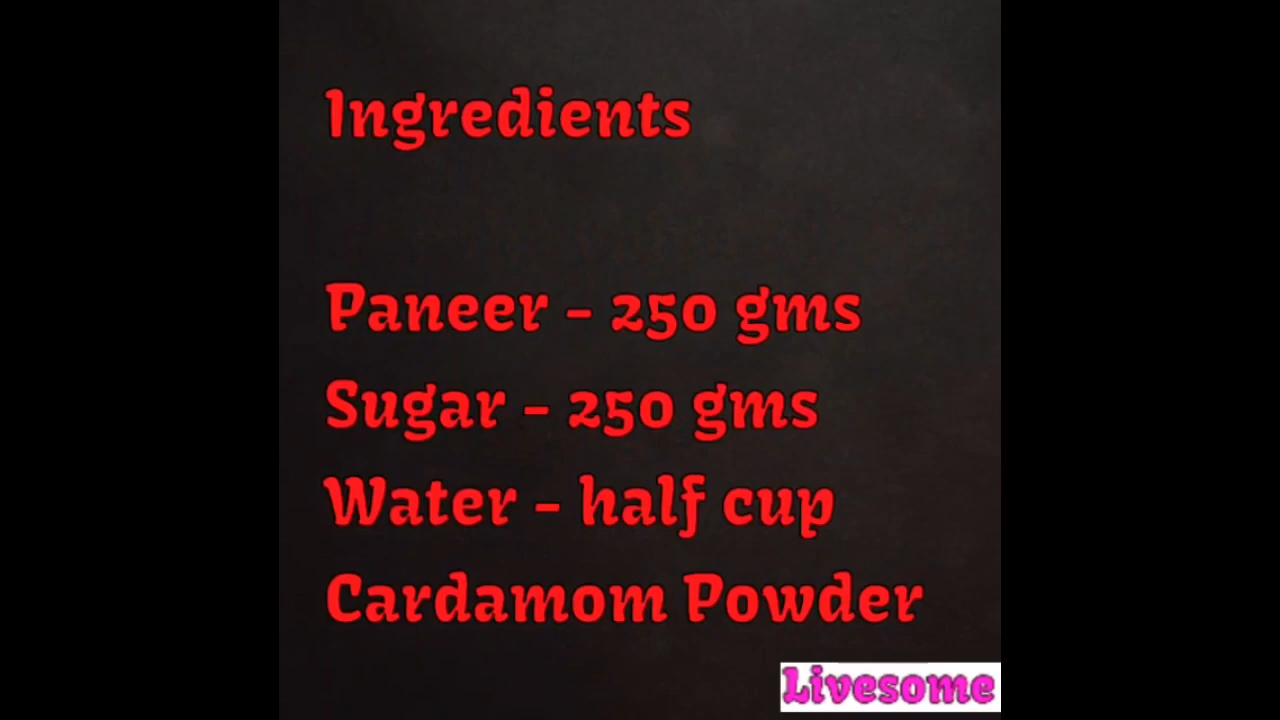 Ingredients
Paneer - 250 gms
Sugar - 250 gms
Water - half cup
Cardamom Powder
Livesome